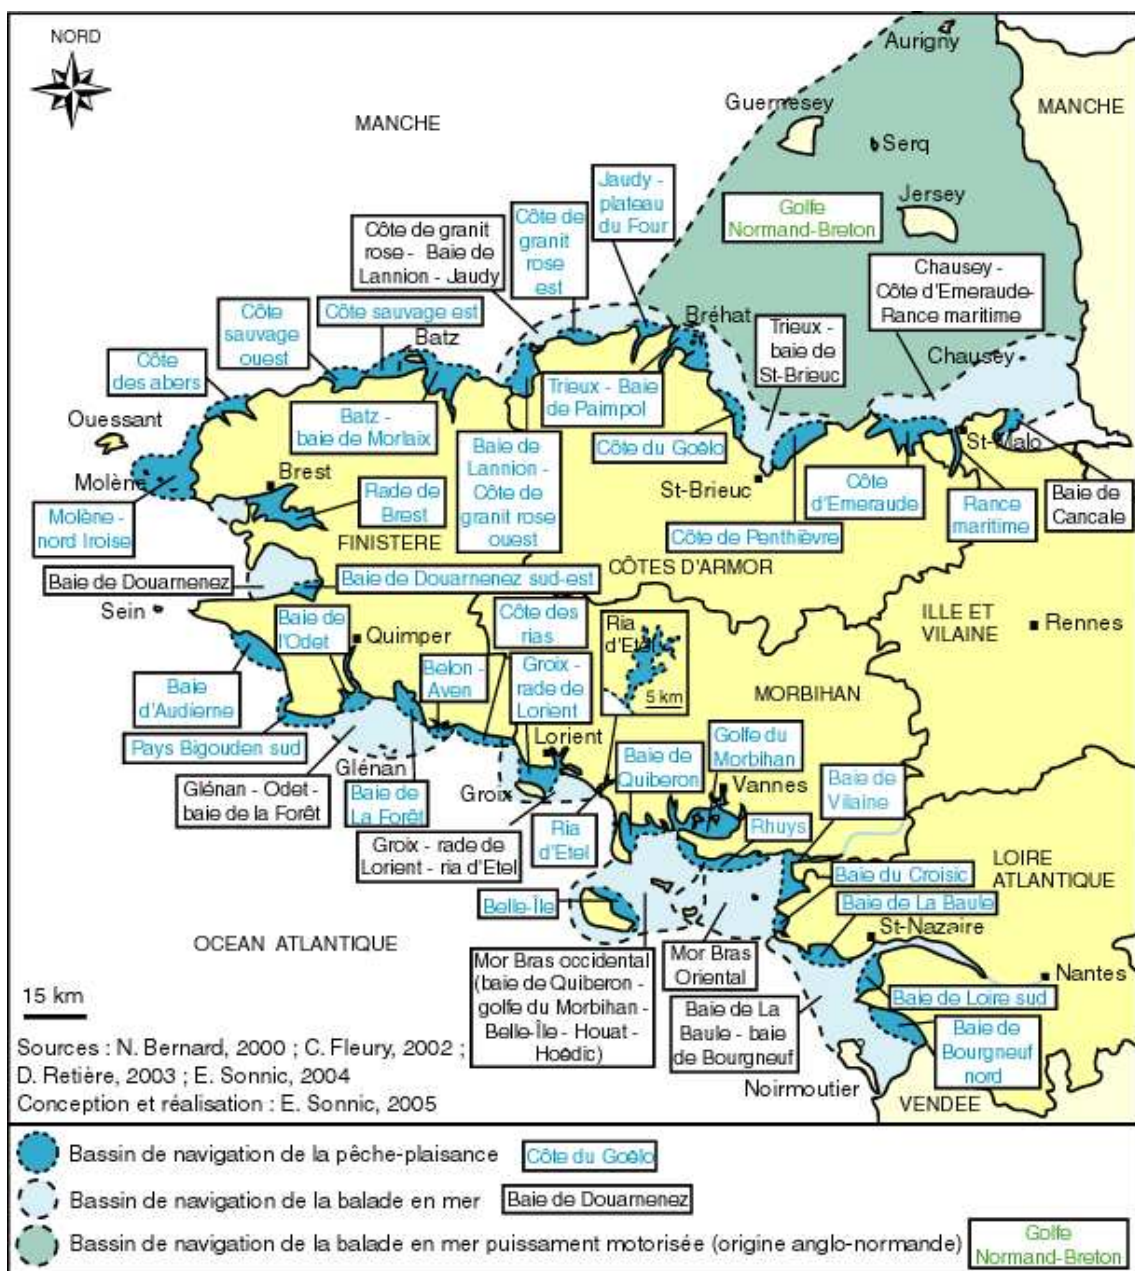 NORD
Aurigny
Guernesey
MANCHE
MANCHE
Serq
Jaudy -
plateau
du Four
Jersey
Golfe
Normand-Breton
Côte de granit
rose - Baie de
Lannion - Jaudy
Côte de
granit
rose
est
Chausey -
Côte d'Emeraude-
Rance maritime
Côte
sauvage
ouest
Côte sauvage est
Batz
Bréhat
Trieux -
baie de
St-Brieuc
Chausey
Côte
des abers
Trieux - Baie
de Paimpol
Ouessant
Batz -
baie de Morlaix
Baie de
Lannion -
Côte de
granit rose
ouest
Côte du Goëlo
St-Malo
Molène
Brest
Rade de
Brest
St-Brieuc
Côte
d'Emeraude
Rance
maritime
Baie de
Cancale
Molène -
nord Iroise
FINISTERE
Côte de Penthièvre
CÔTES D'ARMOR
Baie de Douarnenez
Baie de Douarnenez sud-est
Sein
Baie de
l'Odet
Quimper
Côte des
rias
Ria
d'Etel
5 km
ILLE ET
VILAINE
Rennes
Baie
d'Audierne
Belon -
Aven
Groix -
rade de
Lorient
MORBIHAN
Pays Bigouden sud
Lorient
Golfe du
Morbihan
Baie de
Quiberon
Vannes
Baie de
Vilaine
Glénan
Glénan - Odet -
baie de la Forêt
Baie de
La Forêt
Groix
Groix - rade de
Lorient - ria d'Etel
Ria
d'Etel
Rhuys
LOIRE
ATLANTIQUE
Baie du Croisic
Belle-Île
Baie de La Baule
St-Nazaire
OCEAN ATLANTIQUE
Mor Bras occidental
(baie de Quiberon -
golfe du Morbihan -
Belle-Île - Houat -
Hoëdic)
Mor Bras
Oriental
Nantes
15 km
Baie de La
Baule - baie
de Bourgneuf
Baie de Loire sud
Baie de
Bourgneuf
nord
Noirmoutier
VENDEE
Sources : N. Bernard, 2000 ; C. Fleury, 2002 ;
D. Retière, 2003 ; E. Sonnic, 2004
Conception et réalisation : E. Sonnic, 2005
Bassin de navigation de la pêche-plaisance
Côte du Goëlo
Bassin de navigation de la balade en mer
Baie de Douarnenez
Bassin de navigation de la balade en mer puissament motorisée (origine anglo-normande)
Golfe
Normand-Breton